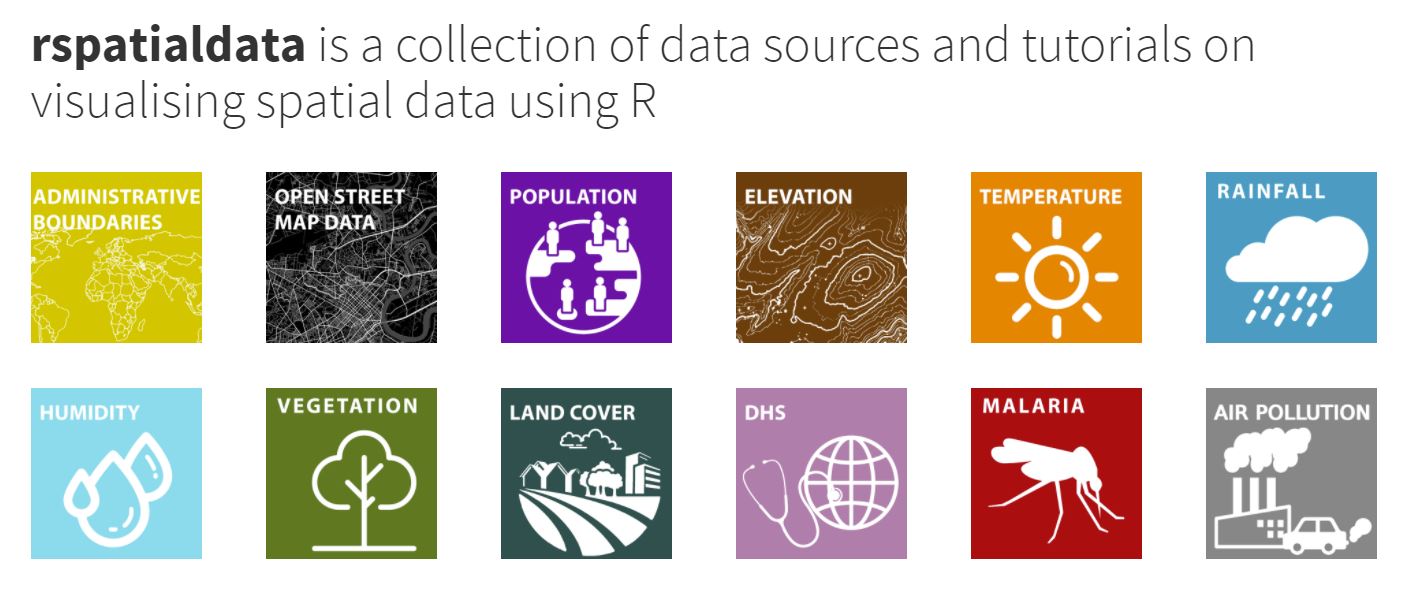 rspatialdata is a collection of data sources and tutorials on
visualising spatial data using R
ADMINISTRATIVE
BOUNDARIES
OPEN STREET
MAP DATA
POPULATION
ELEVATION
TEMPERATURE
RAINFALL
HUMIDITY
VEGETATION
LAND COVER
DHS
MALARIA
AIR POLLUTION